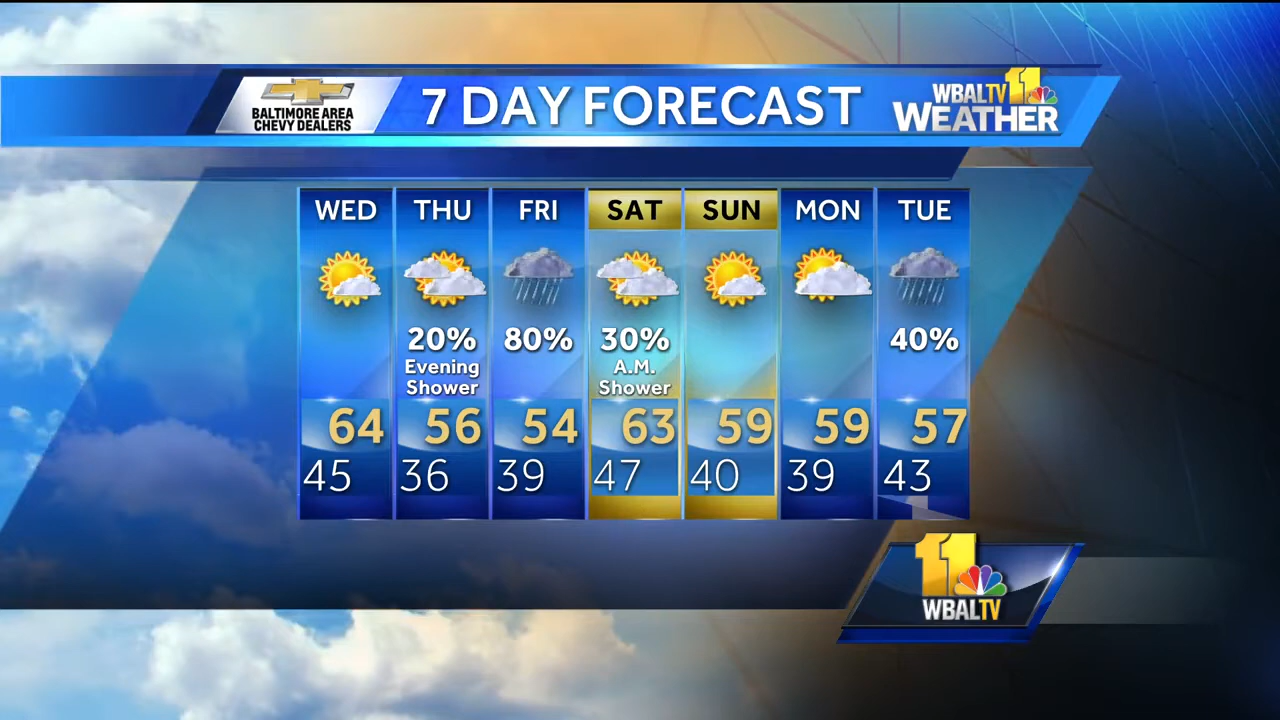 BALTIMORE AREA
CHEVY DEALERS
7 DAY FORECAST
WBALTV 11
WEATHER
WED THU FRI SAT SUN MON TUE
20% 80% 30% 40%
Evening A.M.
Shower Shower
64 56 54 63 59 59 57
45 36 39 47 40 39 43
11
WBALTV